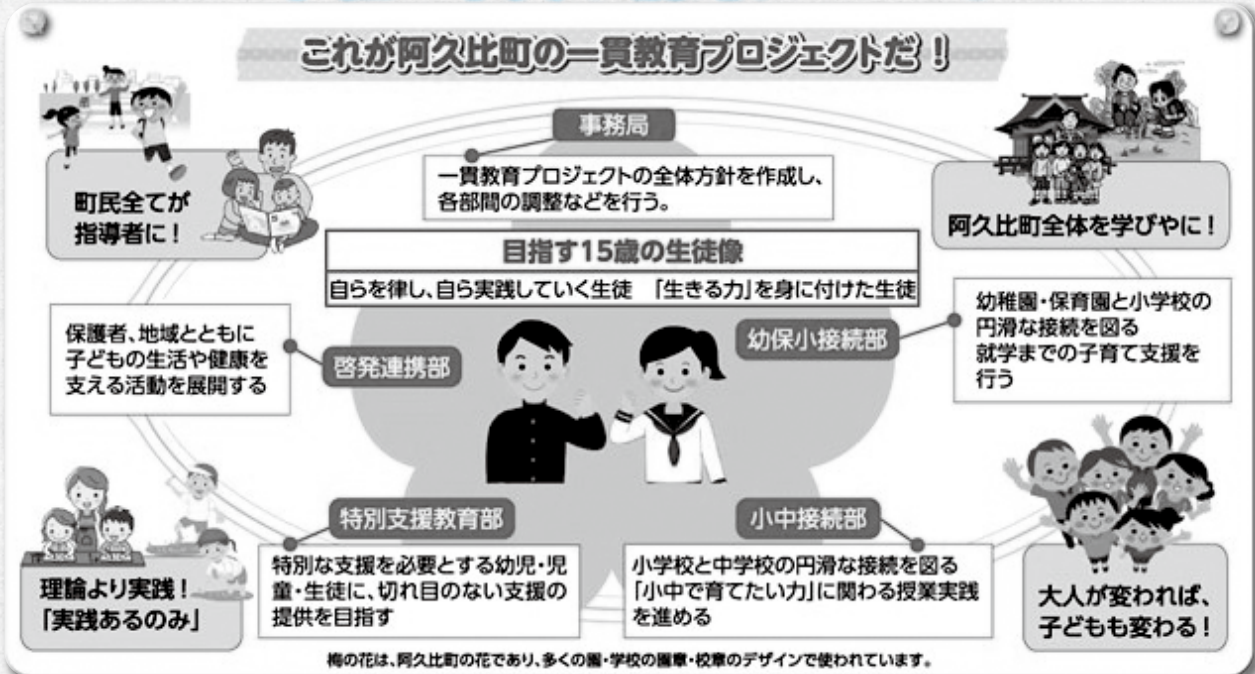 これが阿久比町の一貫教育プロジェクトだ！
事務局
一貫教育プロジェクトの全体方針を作成し、
各部間の調整などを行う。
町民全てが
指導者に！
阿久比町全体を学びやに！
目指す15歳の生徒像
自らを律し、自ら実践していく生徒　「生きる力」を身に付けた生徒
保護者、地域とともに
子どもの生活や健康を
支える活動を展開する
啓発連携部
幼保小接続部
幼稚園・保育園と小学校の
円滑な接続を図る
就学までの子育て支援を
行う
特別支援教育部
特別な支援を必要とする幼児・児
童・生徒に、切れ目のない支援の
提供を目指す
小中接続部
小学校と中学校の円滑な接続を図る
「小中で育てたい力」に関わる授業実践
を進める
理論より実践！
「実践あるのみ」
大人が変われば、
子どもも変わる！
梅の花は、阿久比町の花であり、多くの園・学校の園章・校章のデザインで使われています。